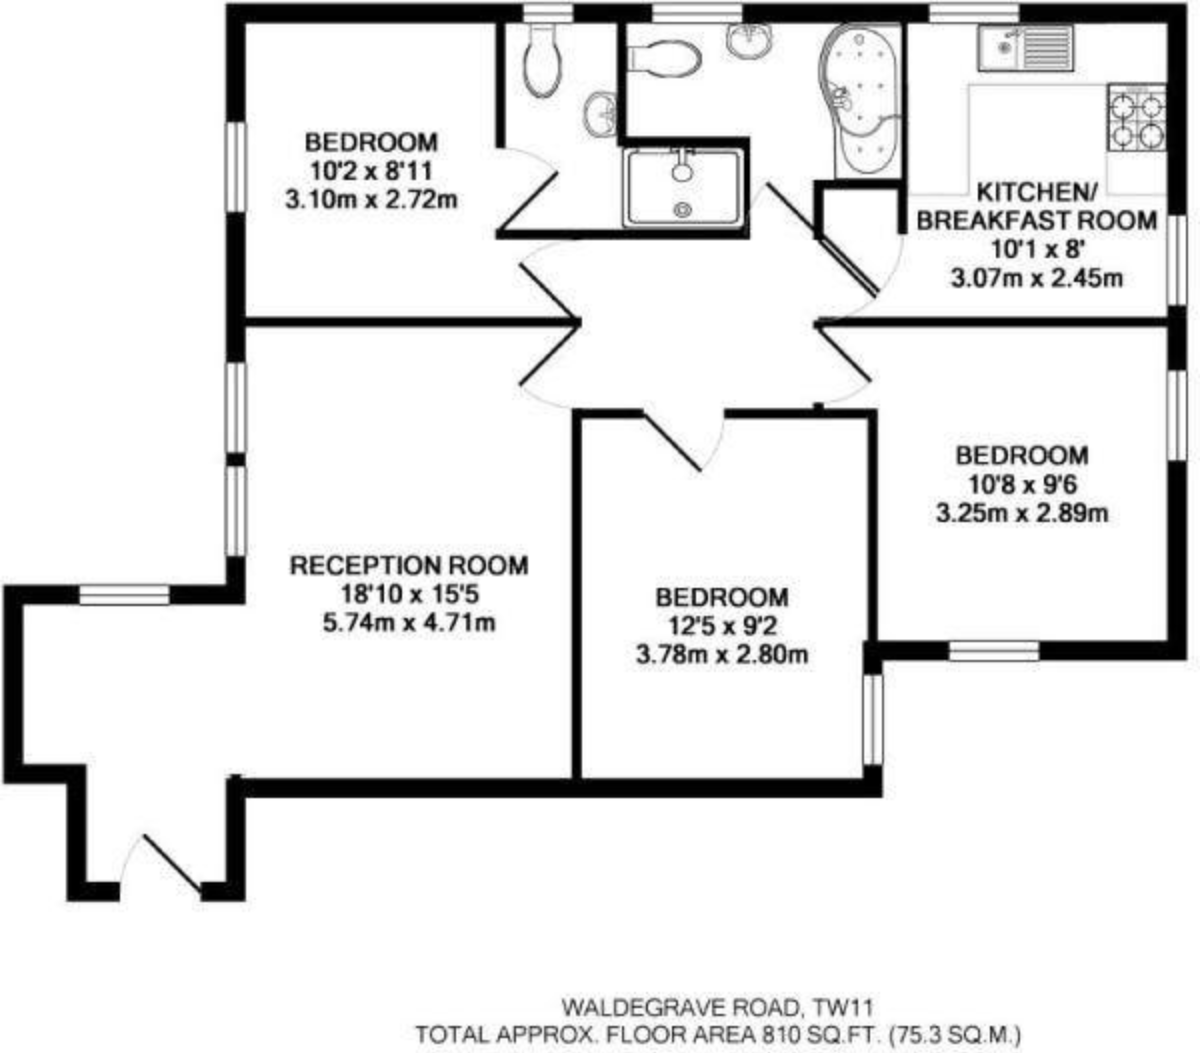 BEDROOM
10'2 x 8'11
3.10m x 2.72m
KITCHEN/
BREAKFAST ROOM
10'1 x 8'
3.07m x 2.45m
BEDROOM
10'8 x 9'6
3.25m x 2.89m
RECEPTION ROOM
18'10 x 15'5
5.74m x 4.71m
BEDROOM
12'5 x 9'2
3.78m x 2.80m
WALDEGRAVE ROAD, TW11
TOTAL APPROX. FLOOR AREA 810 SQ.FT. (75.3 SQ.M.)